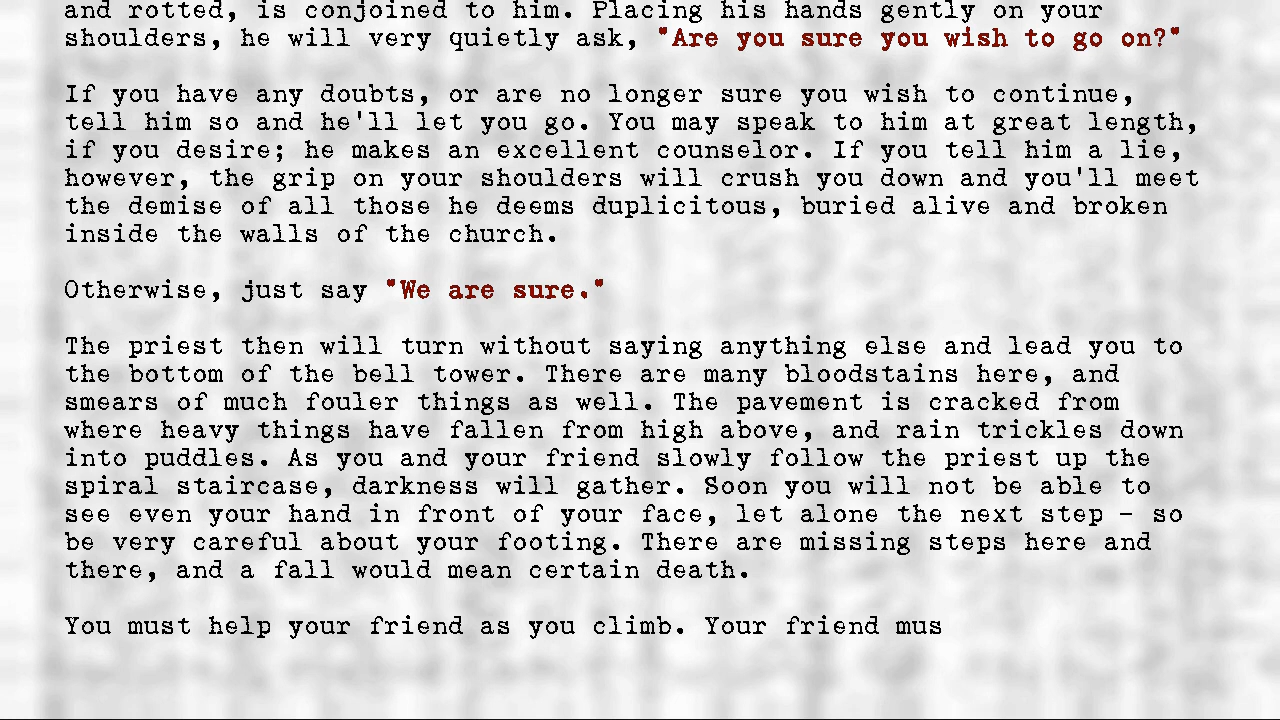 and rotted, is conjoined to him. Placing his hands gently on your
shoulders, he will very quietly ask, "Are you sure you wish to go on?"
If you have any doubts, or are no longer sure you wish to continue,
tell him so and he'll let you go. You may speak to him at great length,
if you desire; he makes an excellent counselor. If you tell him a lie,
however, the grip on your shoulders will crush you down and you'll meet
the demise of all those he deems duplicitous, buried alive and broken
inside the walls of the church.
Otherwise, just say "We are sure."
The priest then will turn without saying anything else and lead you to
the bottom of the bell tower. There are many bloodstains here, and
smears of much fouler things as well. The pavement is cracked from
where heavy things have fallen from high above, and rain trickles down
into puddles. As you and your friend slowly follow the priest up the
spiral staircase, darkness will gather. Soon you will not be able to
see even your hand in front of your face, let alone the next step - so
be very careful about your footing. There are missing steps here and
there, and a fall would mean certain death.
You must help your friend as you climb. Your friend mus